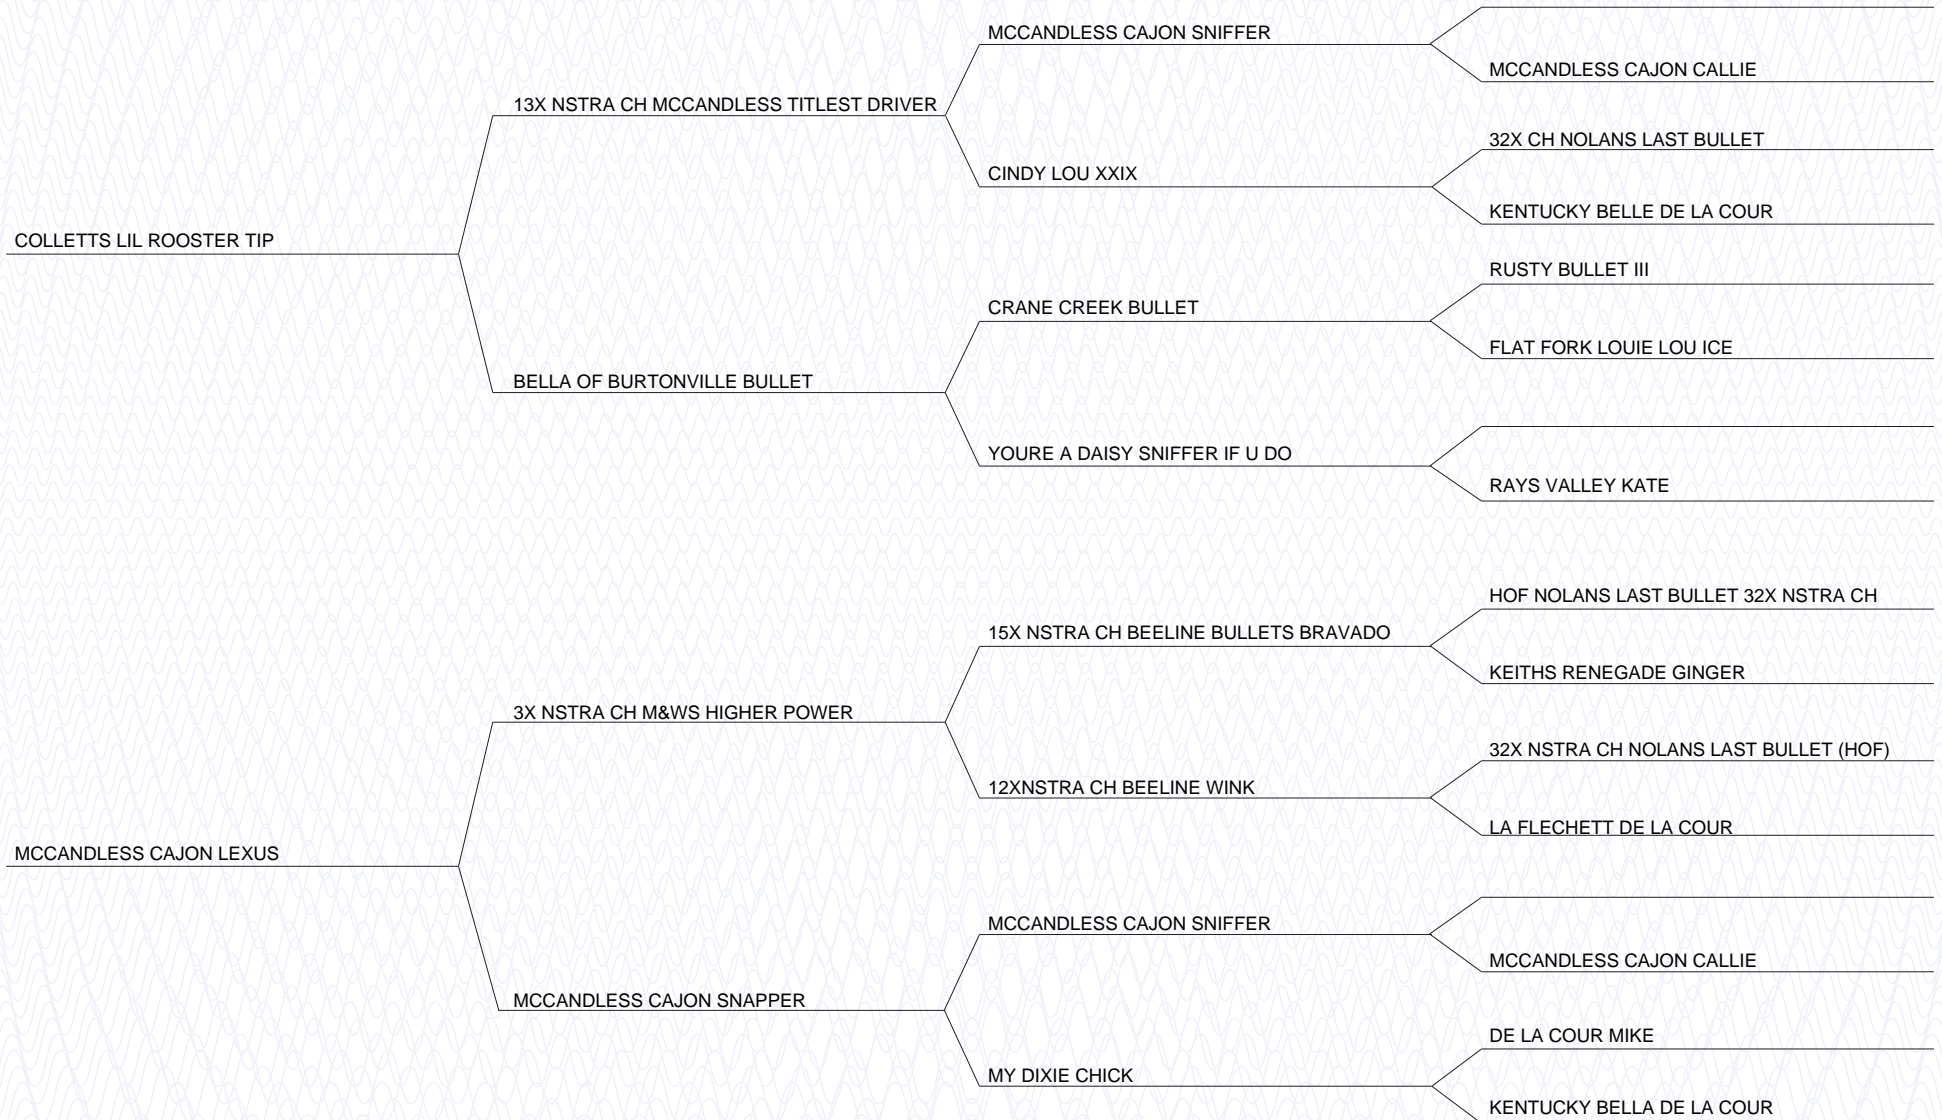 MCCANDLESS CAJON SNIFFER
MCCANDLESS CAJON CALLIE
13X NSTRA CH MCCANDLESS TITLEST DRIVER
32X CH NOLANS LAST BULLET
CINDY LOU XXIX
KENTUCKY BELLE DE LA COUR
COLLETTS LIL ROOSTER TIP
RUSTY BULLET III
CRANE CREEK BULLET
FLAT FORK LOUIE LOU ICE
BELLA OF BURTONVILLE BULLET
YOURE A DAISY SNIFFER IF U DO
RAYS VALLEY KATE
HOF NOLANS LAST BULLET 32X NSTRA CH
15X NSTRA CH BEELINE BULLETS BRAVADO
KEITHS RENEGADE GINGER
3X NSTRA CH M&WS HIGHER POWER
32X NSTRA CH NOLANS LAST BULLET (HOF)
12XNSTRA CH BEELINE WINK
LA FLECHETT DE LA COUR
MCCANDLESS CAJON LEXUS
MCCANDLESS CAJON SNIFFER
MCCANDLESS CAJON CALLIE
MCCANDLESS CAJON SNAPPER
DE LA COUR MIKE
MY DIXIE CHICK
KENTUCKY BELLA DE LA COUR